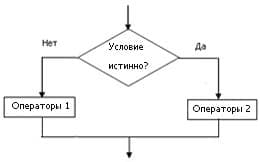 Нет
Условие
истинно?
Да
Операторы 1
Операторы 2